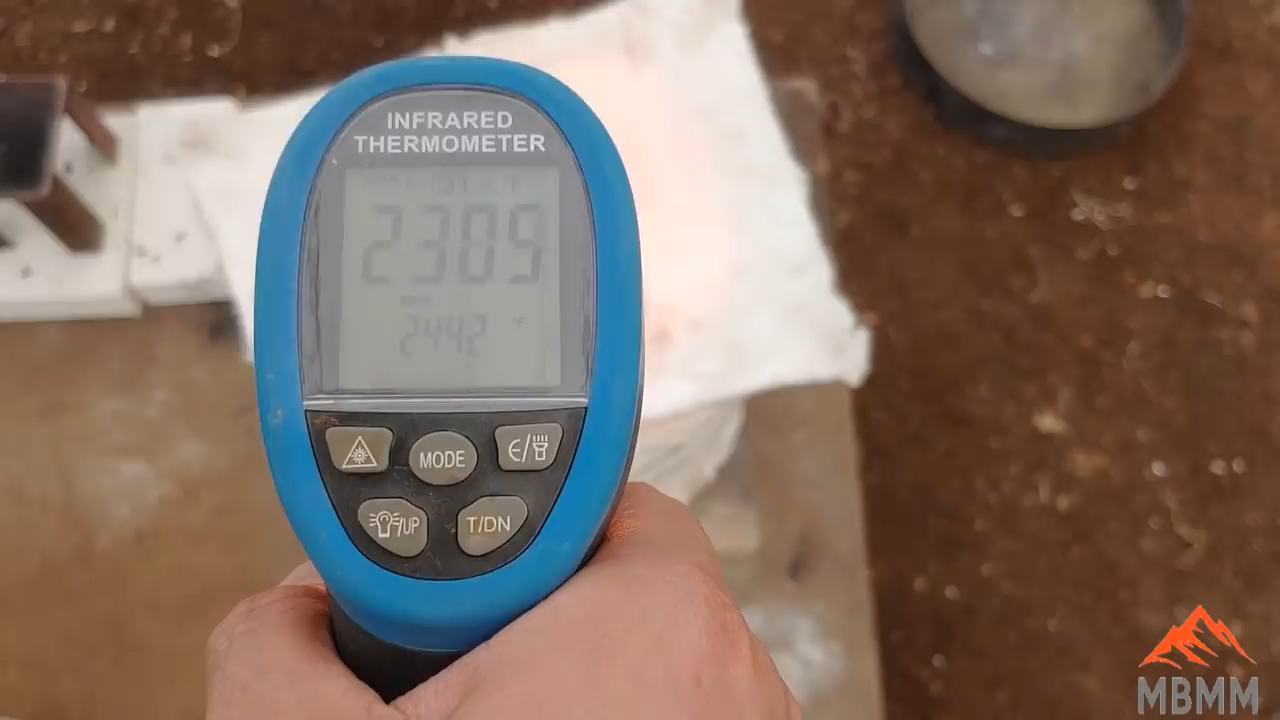 INFRARED
THERMOMETER
2305
2442 °F
MODE
E/
/UP
T/DN
MBMM